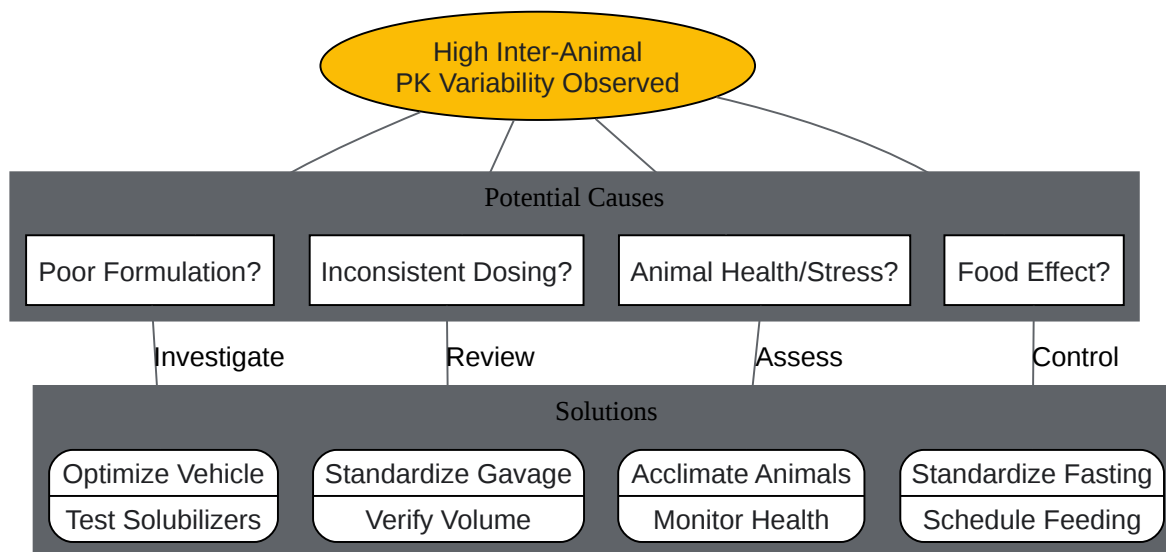 High Inter-Animal
PK Variability Observed
Potential Causes
Poor Formulation?
Inconsistent Dosing?
Animal Health/Stress?
Food Effect?
Investigate
Review
Assess
Control
Solutions
Optimize Vehicle
Test Solubilizers
Standardize Gavage
Verify Volume
Acclimate Animals
Monitor Health
Standardize Fasting
Schedule Feeding